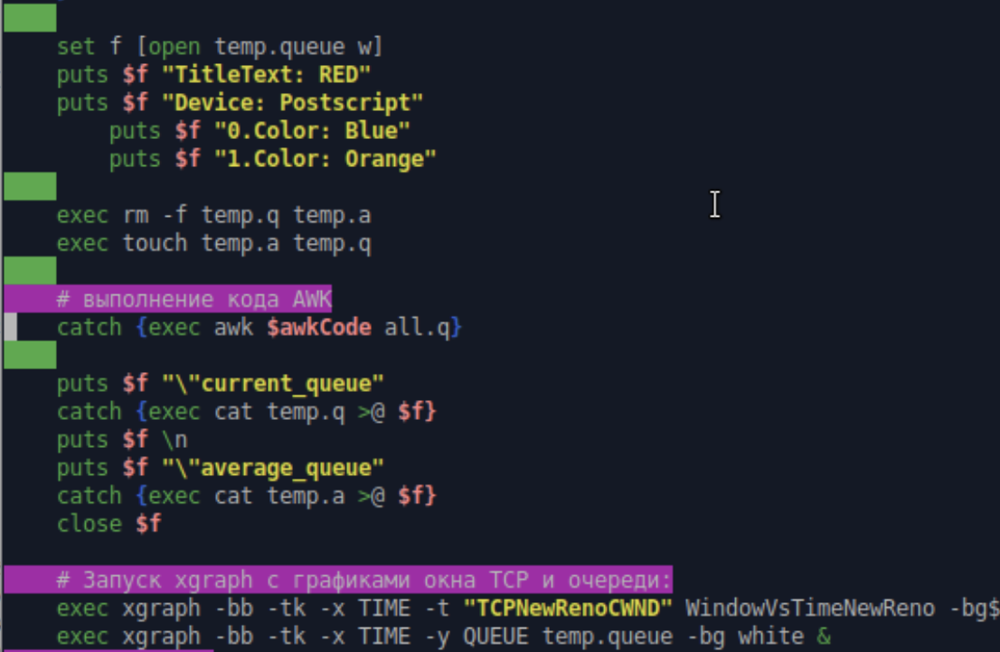 set f [open temp.queue w]
puts $f "TitleText: RED"
puts $f "Device: Postscript"
puts $f "0.Color: Blue"
puts $f "1.Color: Orange"
exec rm -f temp.q temp.a
exec touch temp.a temp.q
# выполнение кода AWK
catch {exec awk $awkCode all.q}
puts $f "\"current_queue"
catch {exec cat temp.q >@ $f}
puts $f \n
puts $f "\"average_queue"
catch {exec cat temp.a >@ $f}
close $f
# Запуск xgraph с графиками окна TCP и очереди:
exec xgraph -bb -tk -x TIME -t "TCPNewRenoCWND" WindowVsTimeNewReno -bg$
exec xgraph -bb -tk -x TIME -y QUEUE temp.queue -bg white &